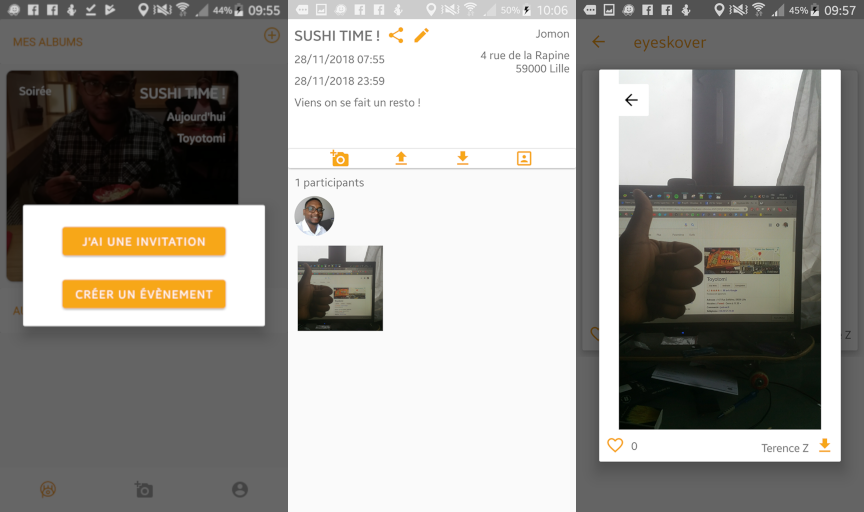 44% 09:55
MES ALBUMS
Soirée
SUSHI TIME !
Aujourd'hui
Toyotomi
J'AI UNE INVITATION
CRÉER UN ÉVÈNEMENT
50% 10:06
SUSHI TIME !
Jomon
28/11/2018 07:55
4 rue de la Rapine
59000 Lille
28/11/2018 23:59
Viens on se fait un resto !
1 participants
45% 09:57
eyeskover
Toyotomi
Z
0
Terence Z